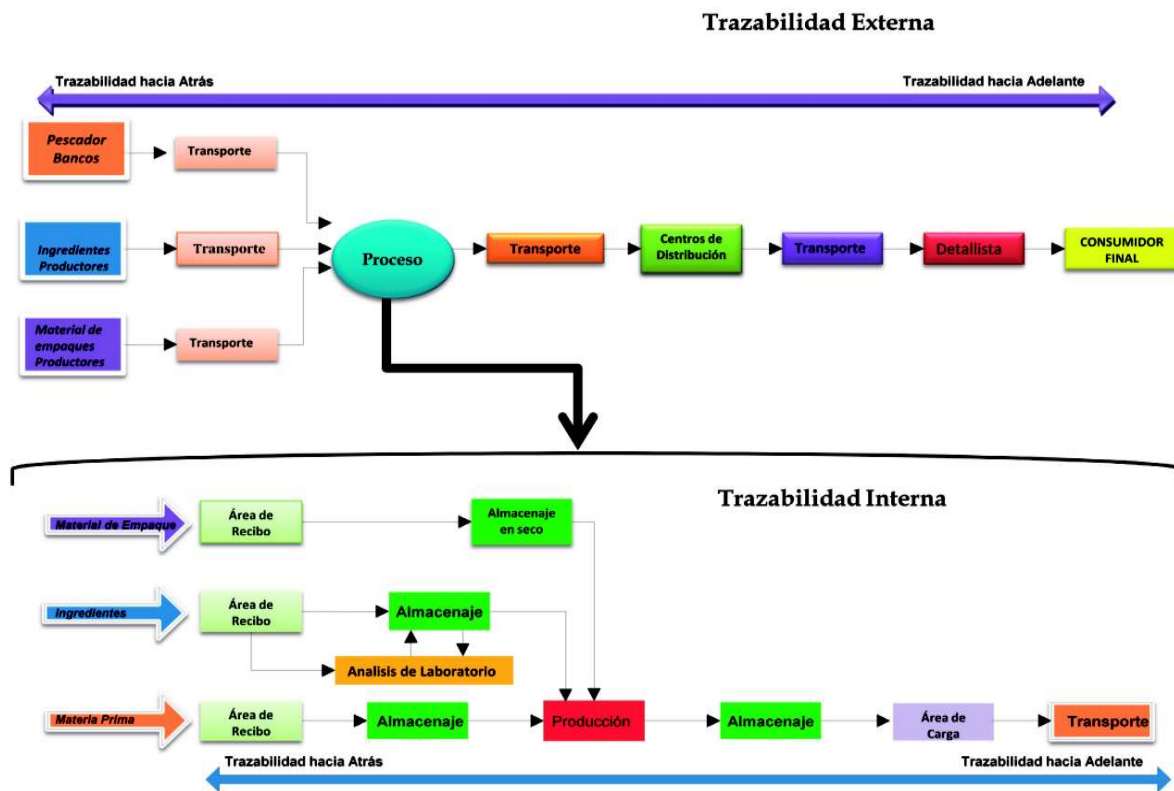 Trazabilidad Externa
Trazabilidad hacia Atrás
Trazabilidad hacia Adelante
Pescador
Bancos
Transporte
Ingredientes
Productores
Transporte
Material de
empaques
Productores
Transporte
Proceso
Transporte
Centros de
Distribución
Transporte
Detallista
CONSUMIDOR
FINAL
Trazabilidad Interna
Material de Empaque
Área de
Recibo
Almacenaje
en seco
Ingredientes
Área de
Recibo
Almacenaje
Analisis de Laboratorio
Materia Prima
Área de
Recibo
Almacenaje
Producción
Almacenaje
Área de
Carga
Transporte
Trazabilidad hacia Atrás
Trazabilidad hacia Adelante